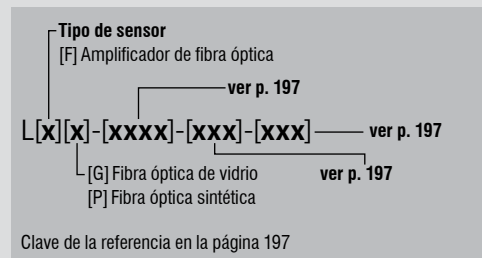 Tipo de sensor
[F] Amplificador de fibra óptica
ver p. 197
L[x][x]-[xxxx]-[xxx]-[xxx] ver p. 197
[G] Fibra óptica de vidrio ver p. 197
[P] Fibra óptica sintética
Clave de la referencia en la página 197